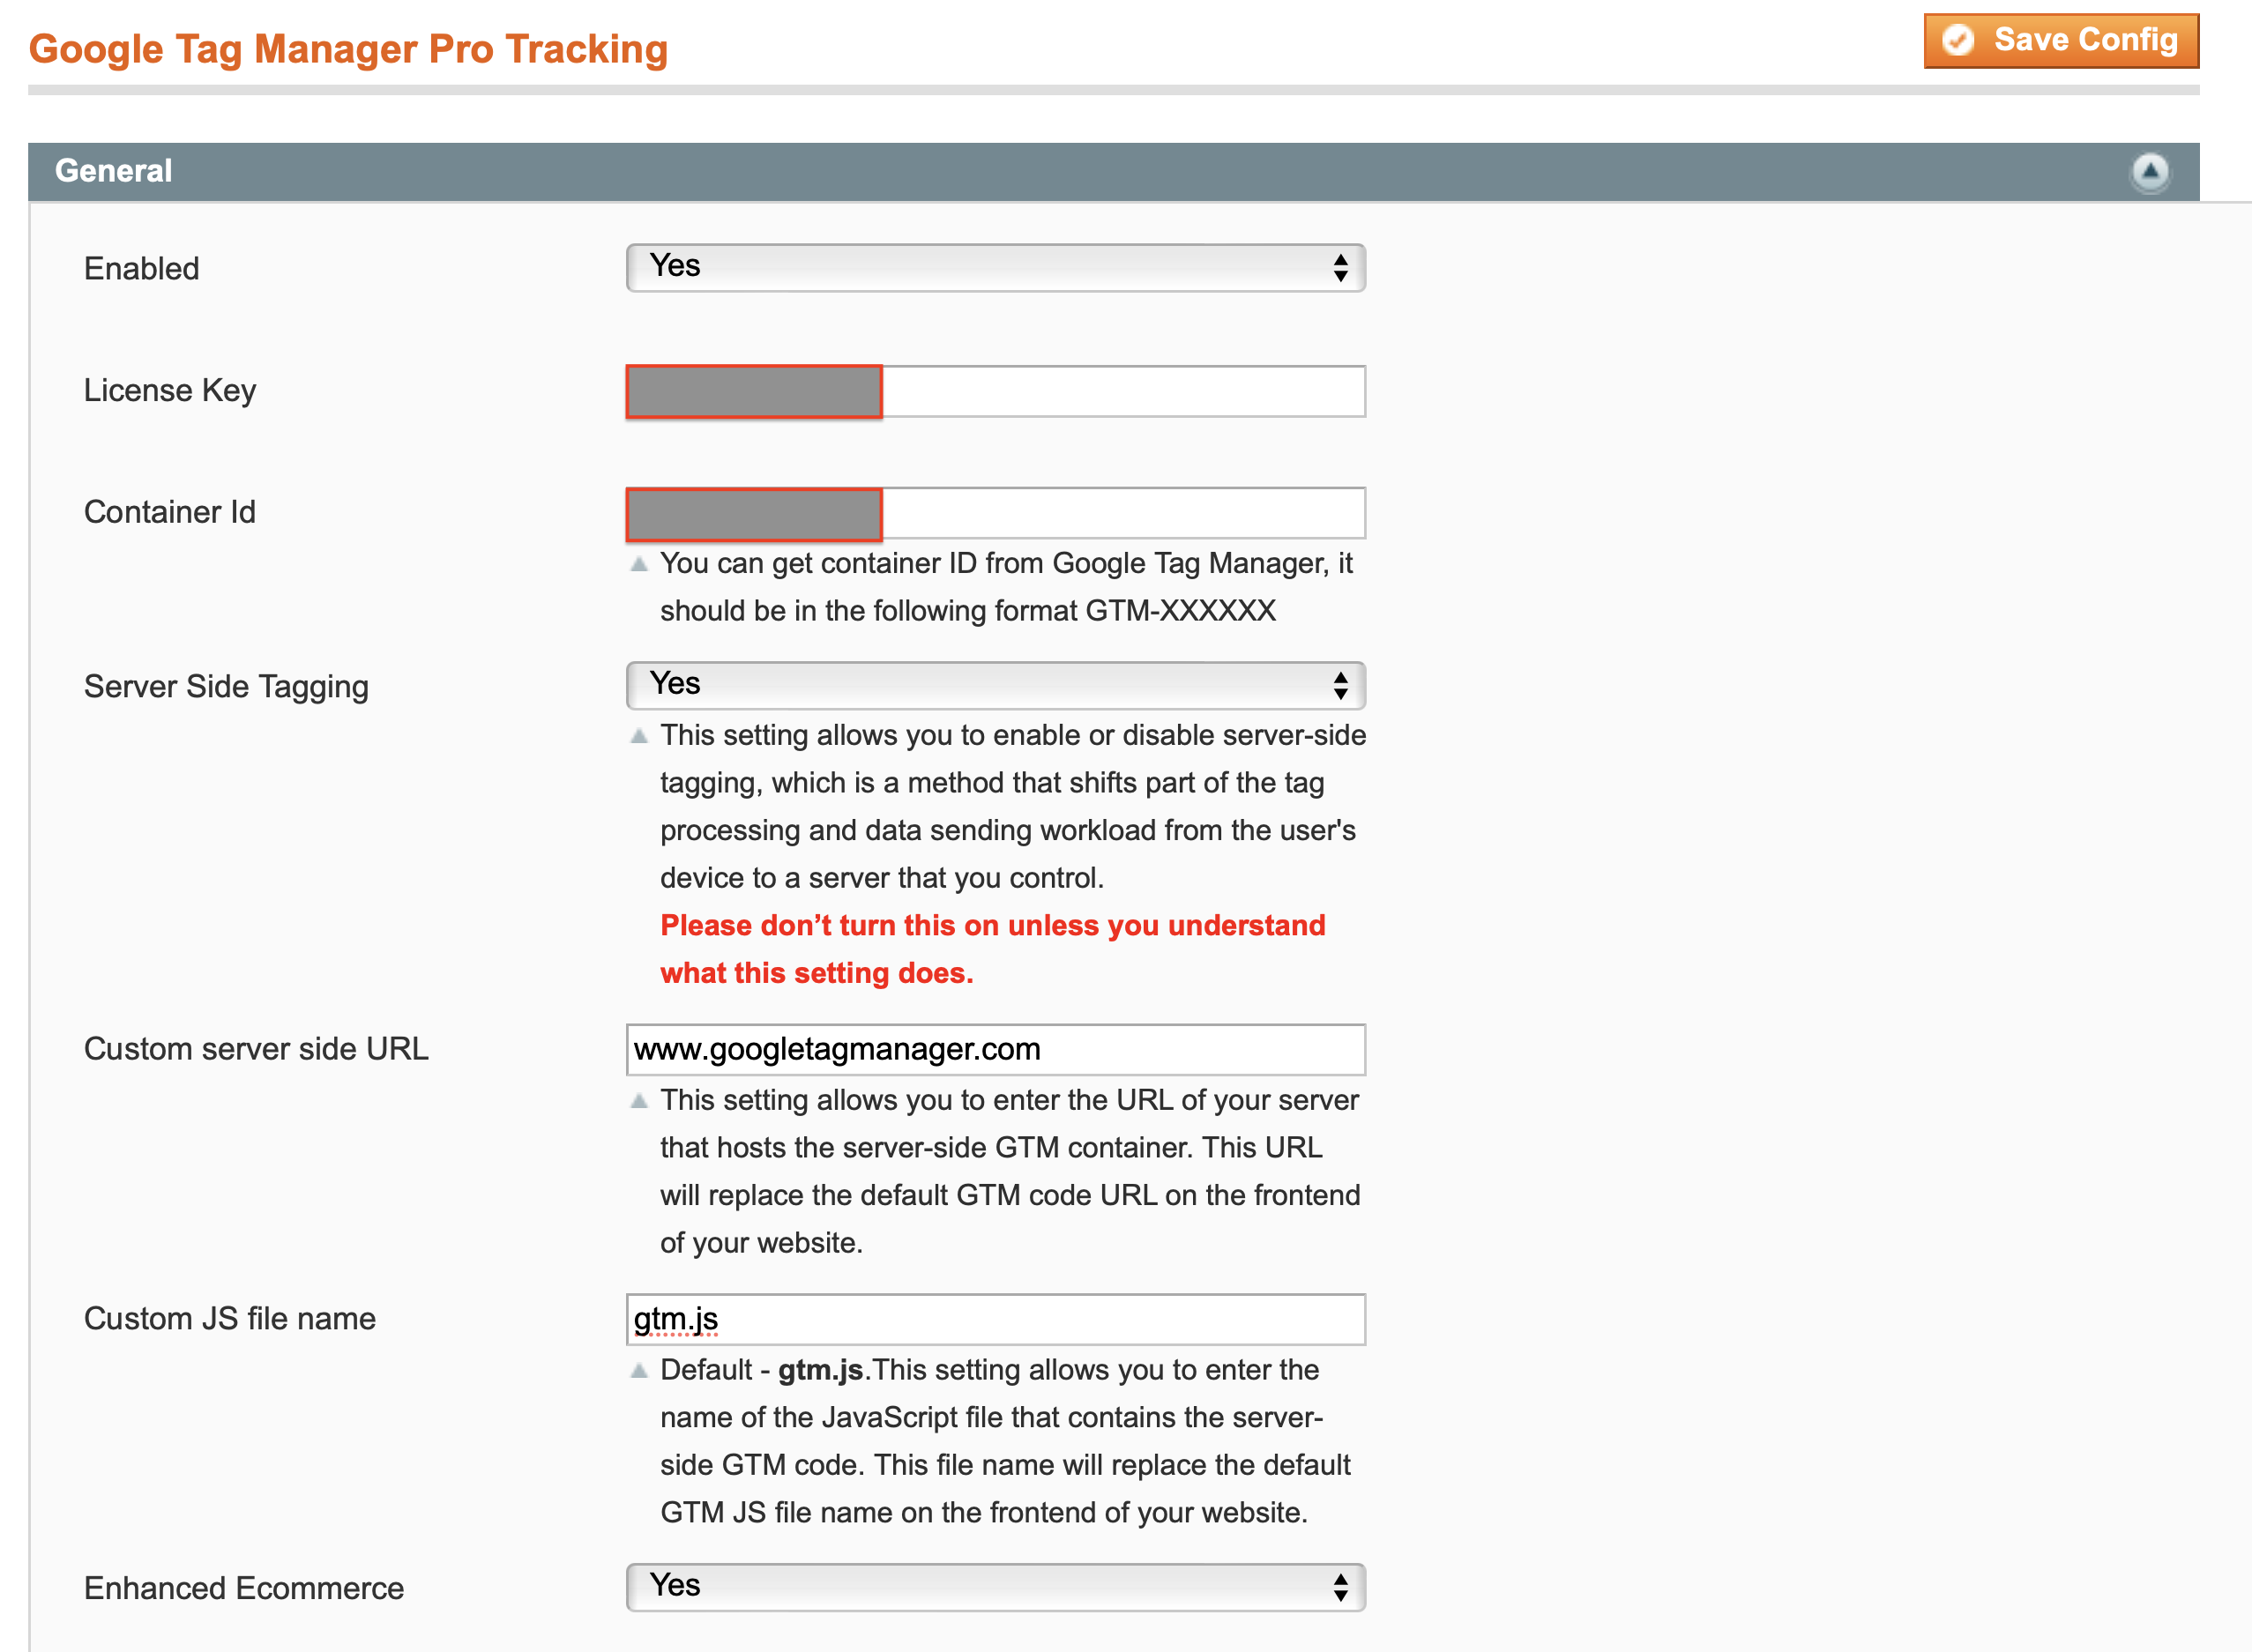 Google Tag Manager Pro Tracking
Save Config
General
Enabled
Yes
License Key
Container Id
You can get container ID from Google Tag Manager, it
should be in the following format GTM-XXXXXX
Server Side Tagging
Yes
This setting allows you to enable or disable server-side
tagging, which is a method that shifts part of the tag
processing and data sending workload from the user's
device to a server that you control.
Please don’t turn this on unless you understand
what this setting does.
Custom server side URL
www.googletagmanager.com
This setting allows you to enter the URL of your server
that hosts the server-side GTM container. This URL
will replace the default GTM code URL on the frontend
of your website.
Custom JS file name
gtm.js
Default - gtm.js.This setting allows you to enter the
name of the JavaScript file that contains the server-
side GTM code. This file name will replace the default
GTM JS file name on the frontend of your website.
Enhanced Ecommerce
Yes